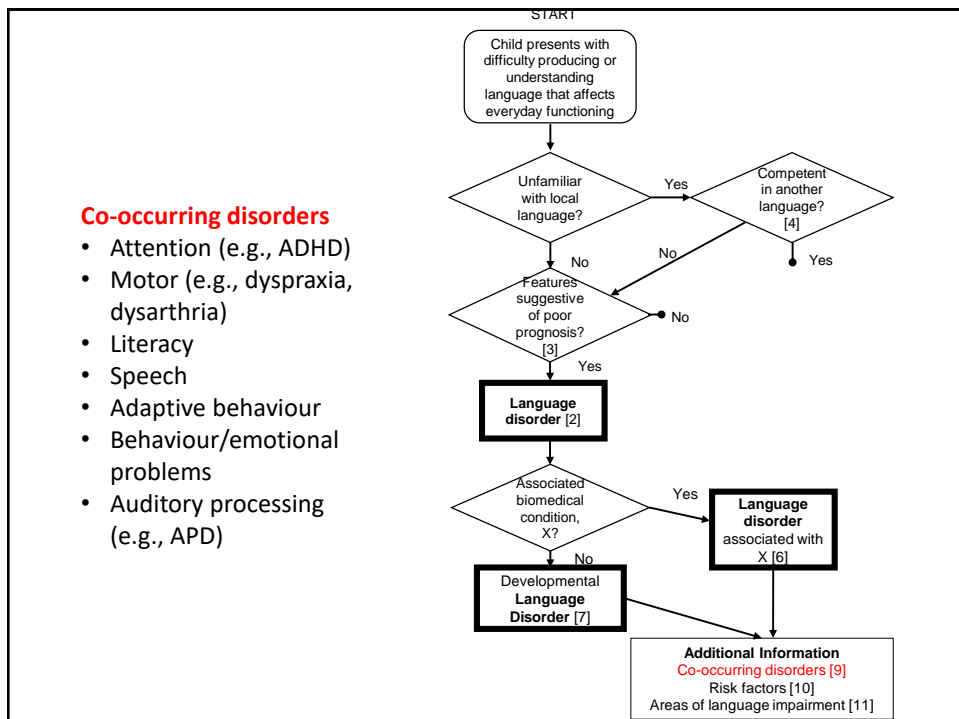 START
Child presents with
difficulty producing or
understanding
language that affects
everyday functioning
Unfamiliar
with local
language?
Yes
Competent
in another
language?
[4]
Yes
No
No
Features
suggestive
of poor
prognosis?
[3]
No
Yes
Language
disorder [2]
Associated
biomedical
condition,
X?
Yes
Language
disorder
associated with
X [6]
No
Developmental
Language
Disorder [7]
Additional Information
Co-occurring disorders [9]
Risk factors [10]
Areas of language impairment [11]
Co-occurring disorders
• Attention (e.g., ADHD)
• Motor (e.g., dyspraxia,
dysarthria)
• Literacy
• Speech
• Adaptive behaviour
• Behaviour/emotional
problems
• Auditory processing
(e.g., APD)